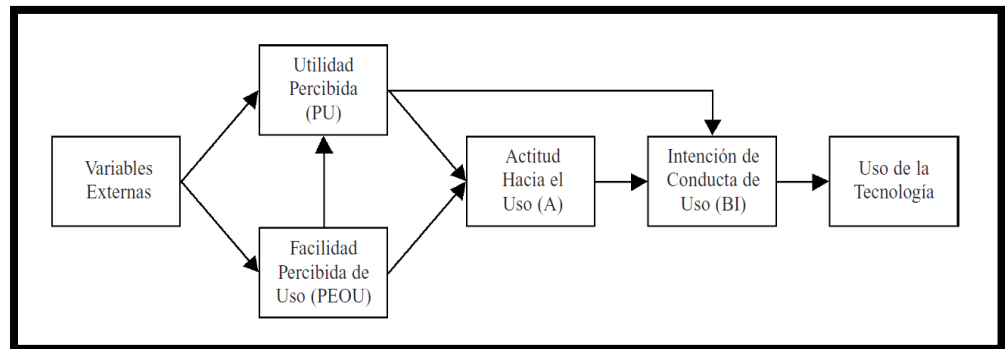 Utilidad
Percibida
(PU)
Variables
Externas
Actitud
Hacia el
Uso (A)
Intención de
Conducta de
Uso (BI)
Uso de la
Tecnología
Facilidad
Percibida de
Uso (PEOU)